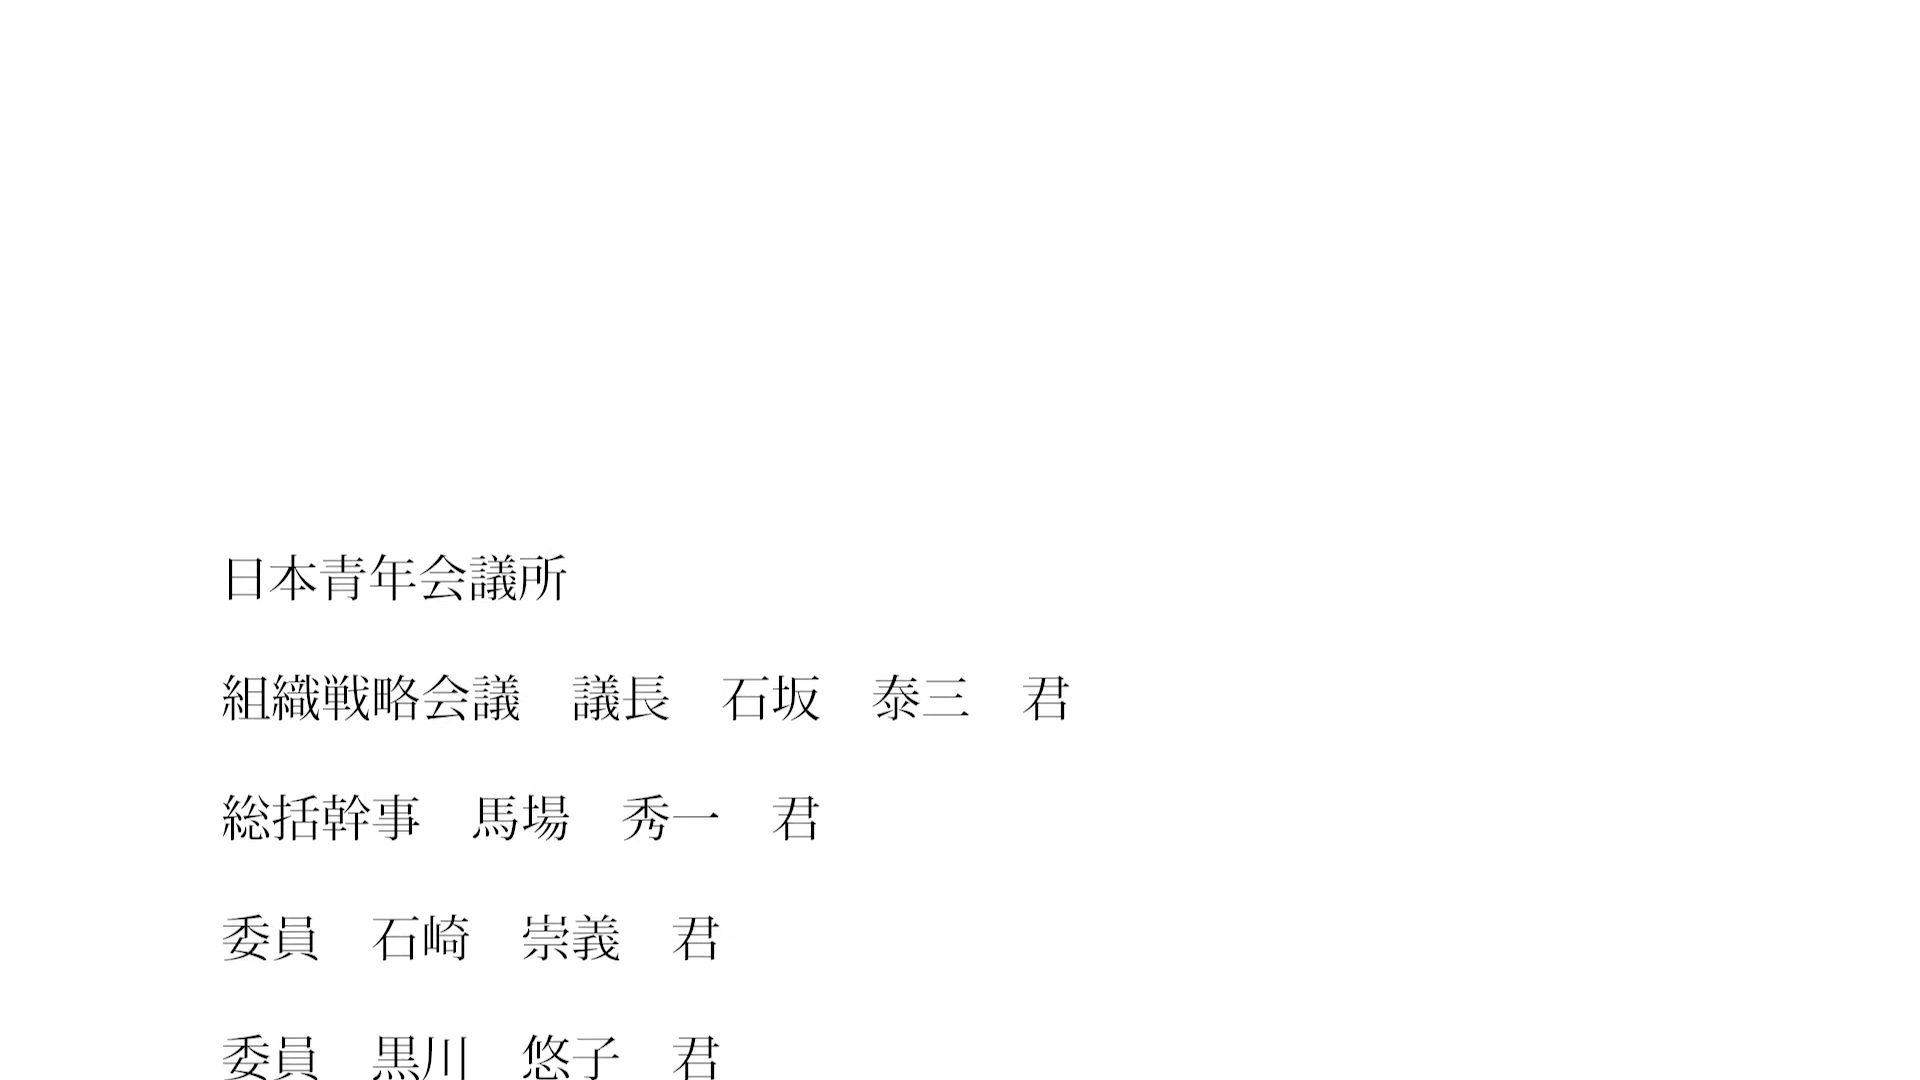 日本青年会議所
組織戦略会議　議長　石坂　泰三　君
総括幹事　馬場　秀一　君
委員　石崎　崇義　君
委員　黒川　悠子　君